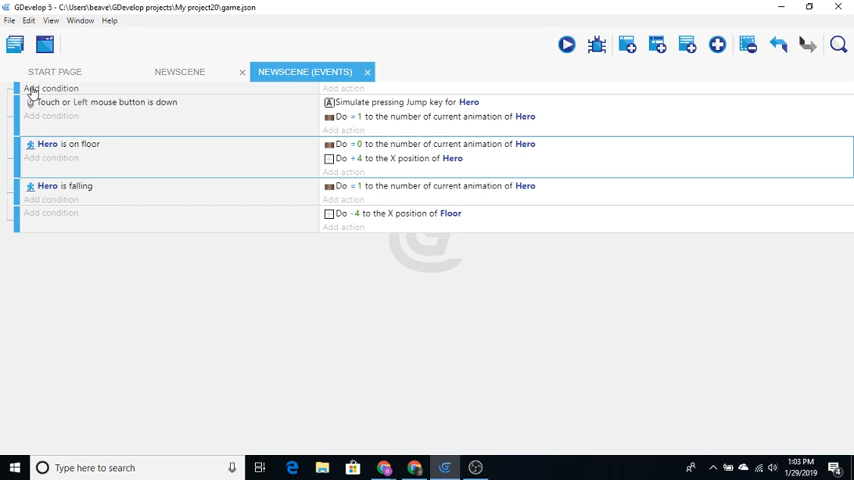 GDevelop 5 - C:\Users\beave\GDevelop projects\My project20\game.json
File Edit View Window Help
START PAGE NEWSCENE × NEWSCENE (EVENTS) ×
Add condition Add action
Touch or Left mouse button is down Simulate pressing Jump key for Hero
Add condition Do =1 to the number of current animation of Hero
Add action
Hero is on floor Do =0 to the number of current animation of Hero
Add condition Do +4 to the X position of Hero
Add action
Hero is falling Do =1 to the number of current animation of Hero
Add condition Add action
Add condition Do -4 to the X position of Floor
Add action
Type here to search
1:03 PM
1/29/2019
4